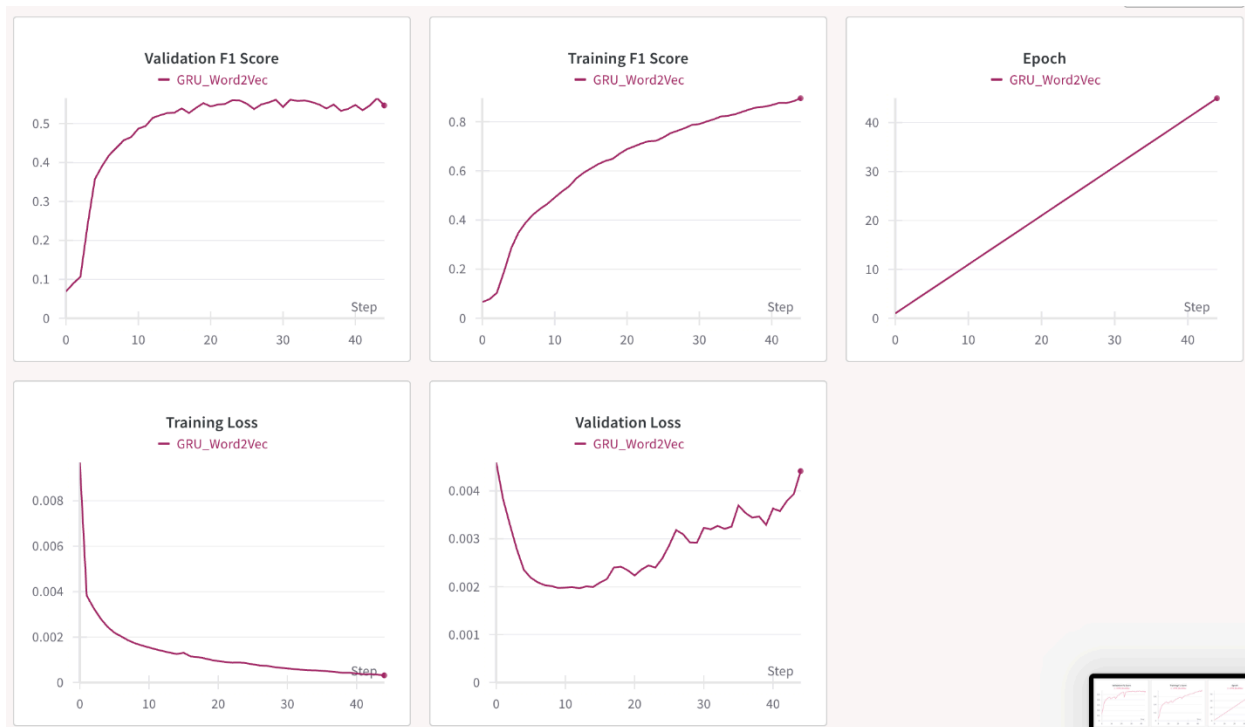 Validation F1 Score
GRU_Word2Vec
0.5
0.4
0.3
0.2
0.1
0
Step
0 10 20 30 40
Training F1 Score
GRU_Word2Vec
0.8
0.6
0.4
0.2
0
Step
0 10 20 30 40
Epoch
GRU_Word2Vec
40
30
20
10
0
Step
0 10 20 30 40
Training Loss
GRU_Word2Vec
0.008
0.006
0.004
0.002
0
Step
0 10 20 30 40
Validation Loss
GRU_Word2Vec
0.004
0.003
0.002
0.001
0
Step
0 10 20 30 40